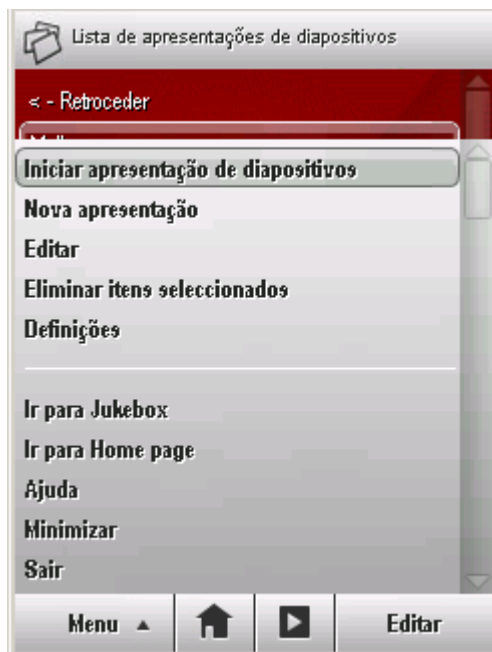 Lista de apresentações de diapositivos
< - Retroceder
Iniciar apresentação de diapositivos
Nova apresentação
Editar
Eliminar itens seleccionados
Definições
Ir para Jukebox
Ir para Home page
Ajuda
Minimizar
Sair
Menu
Editar